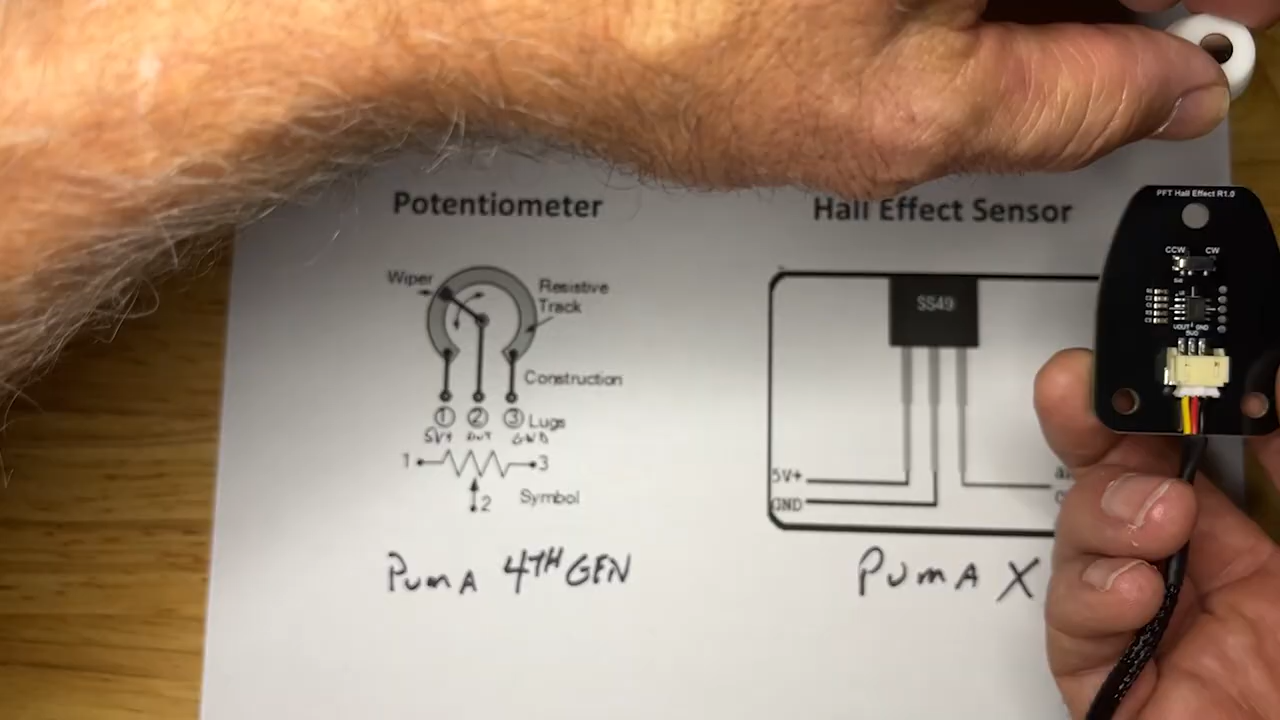 Potentiometer
Wiper
Resistive
Track
Construction
1 2 3 Lugs
5V+ OUT GND
1 3
2 Symbol
PUMA 4TH GEN
Hall Effect Sensor
SS49
5V+
GND
PUMA X
PFT Hall Effect R1.0
CCW CW
VOUT GND
5V0